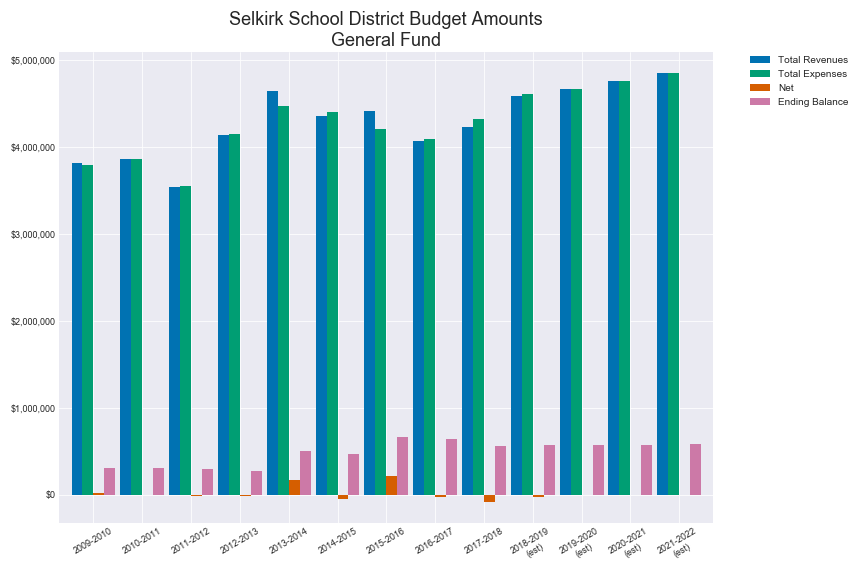 Selkirk School District Budget Amounts
General Fund
Total Revenues
Total Expenses
Net
Ending Balance
$5,000,000
$4,000,000
$3,000,000
$2,000,000
$1,000,000
$0
2009-2010
2010-2011
2011-2012
2012-2013
2013-2014
2014-2015
2015-2016
2016-2017
2017-2018
2018-2019
(est)
2019-2020
(est)
2020-2021
(est)
2021-2022
(est)